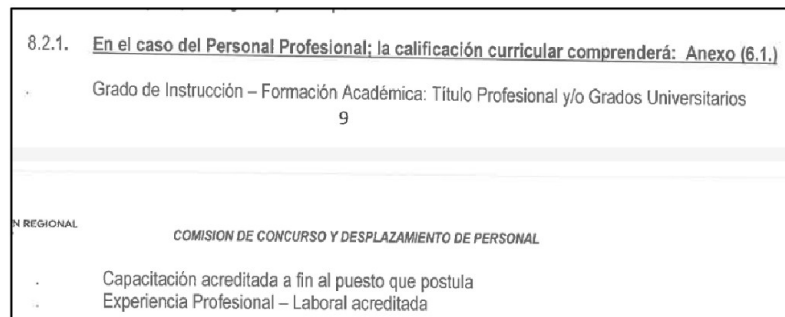 8.2.1. En el caso del Personal Profesional; la calificación curricular comprenderá: Anexo (6.1.)
. Grado de Instrucción – Formación Académica: Título Profesional y/o Grados Universitarios
9
N REGIONAL
COMISION DE CONCURSO Y DESPLAZAMIENTO DE PERSONAL
. Capacitación acreditada a fin al puesto que postula
. Experiencia Profesional – Laboral acreditada